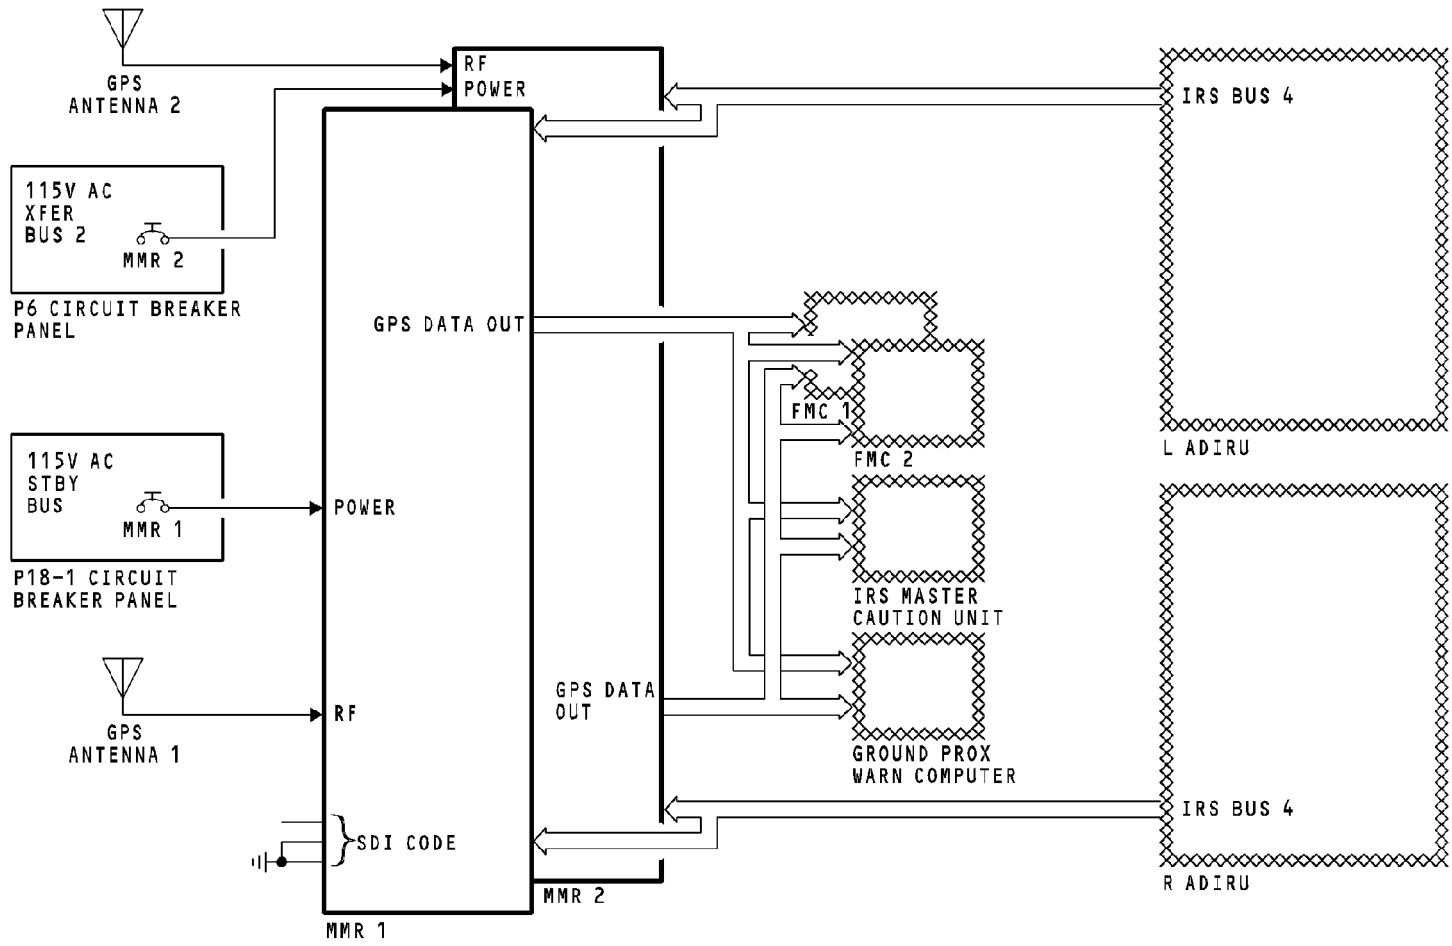 GPS
ANTENNA 2
RF
POWER
IRS BUS 4
115V AC
XFER
BUS 2
MMR 2
P6 CIRCUIT BREAKER
PANEL
GPS DATA OUT
FMC 1
FMC 2
L ADIRU
115V AC
STBY
BUS
MMR 1
POWER
P18-1 CIRCUIT
BREAKER PANEL
IRS MASTER
CAUTION UNIT
GPS DATA
OUT
RF
GPS
ANTENNA 1
GROUND PROX
WARN COMPUTER
IRS BUS 4
SDI CODE
R ADIRU
MMR 2
MMR 1